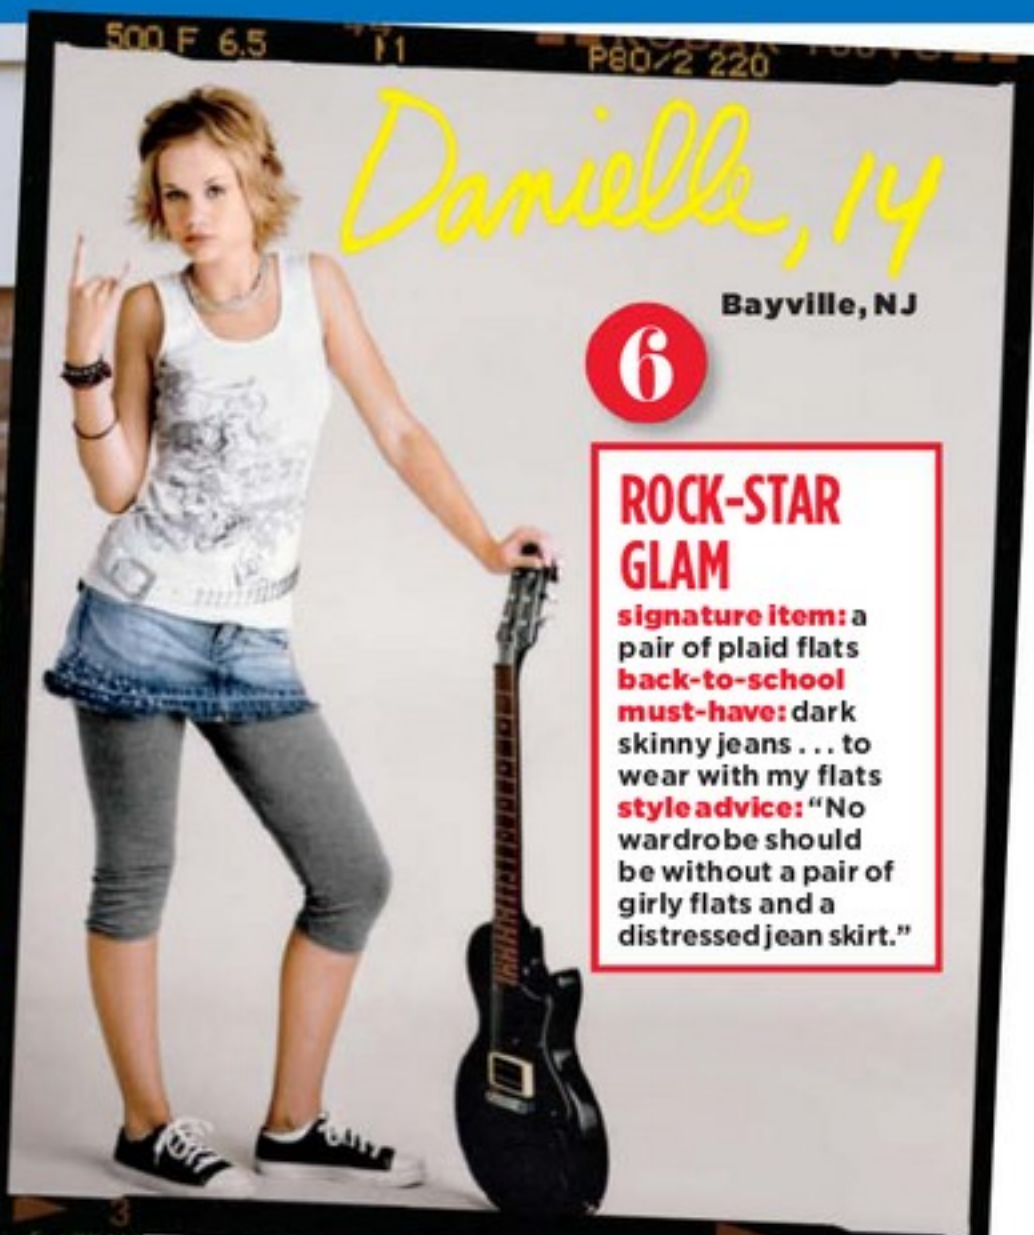 500 F 6.5
P80/2 220
Danielle, 14
Bayville, NJ
6
ROCK-STAR
GLAM
signature item: a
pair of plaid flats
back-to-school
must-have: dark
skinny jeans . . . to
wear with my flats
style advice: “No
wardrobe should
be without a pair of
girly flats and a
distressed jean skirt.”
3